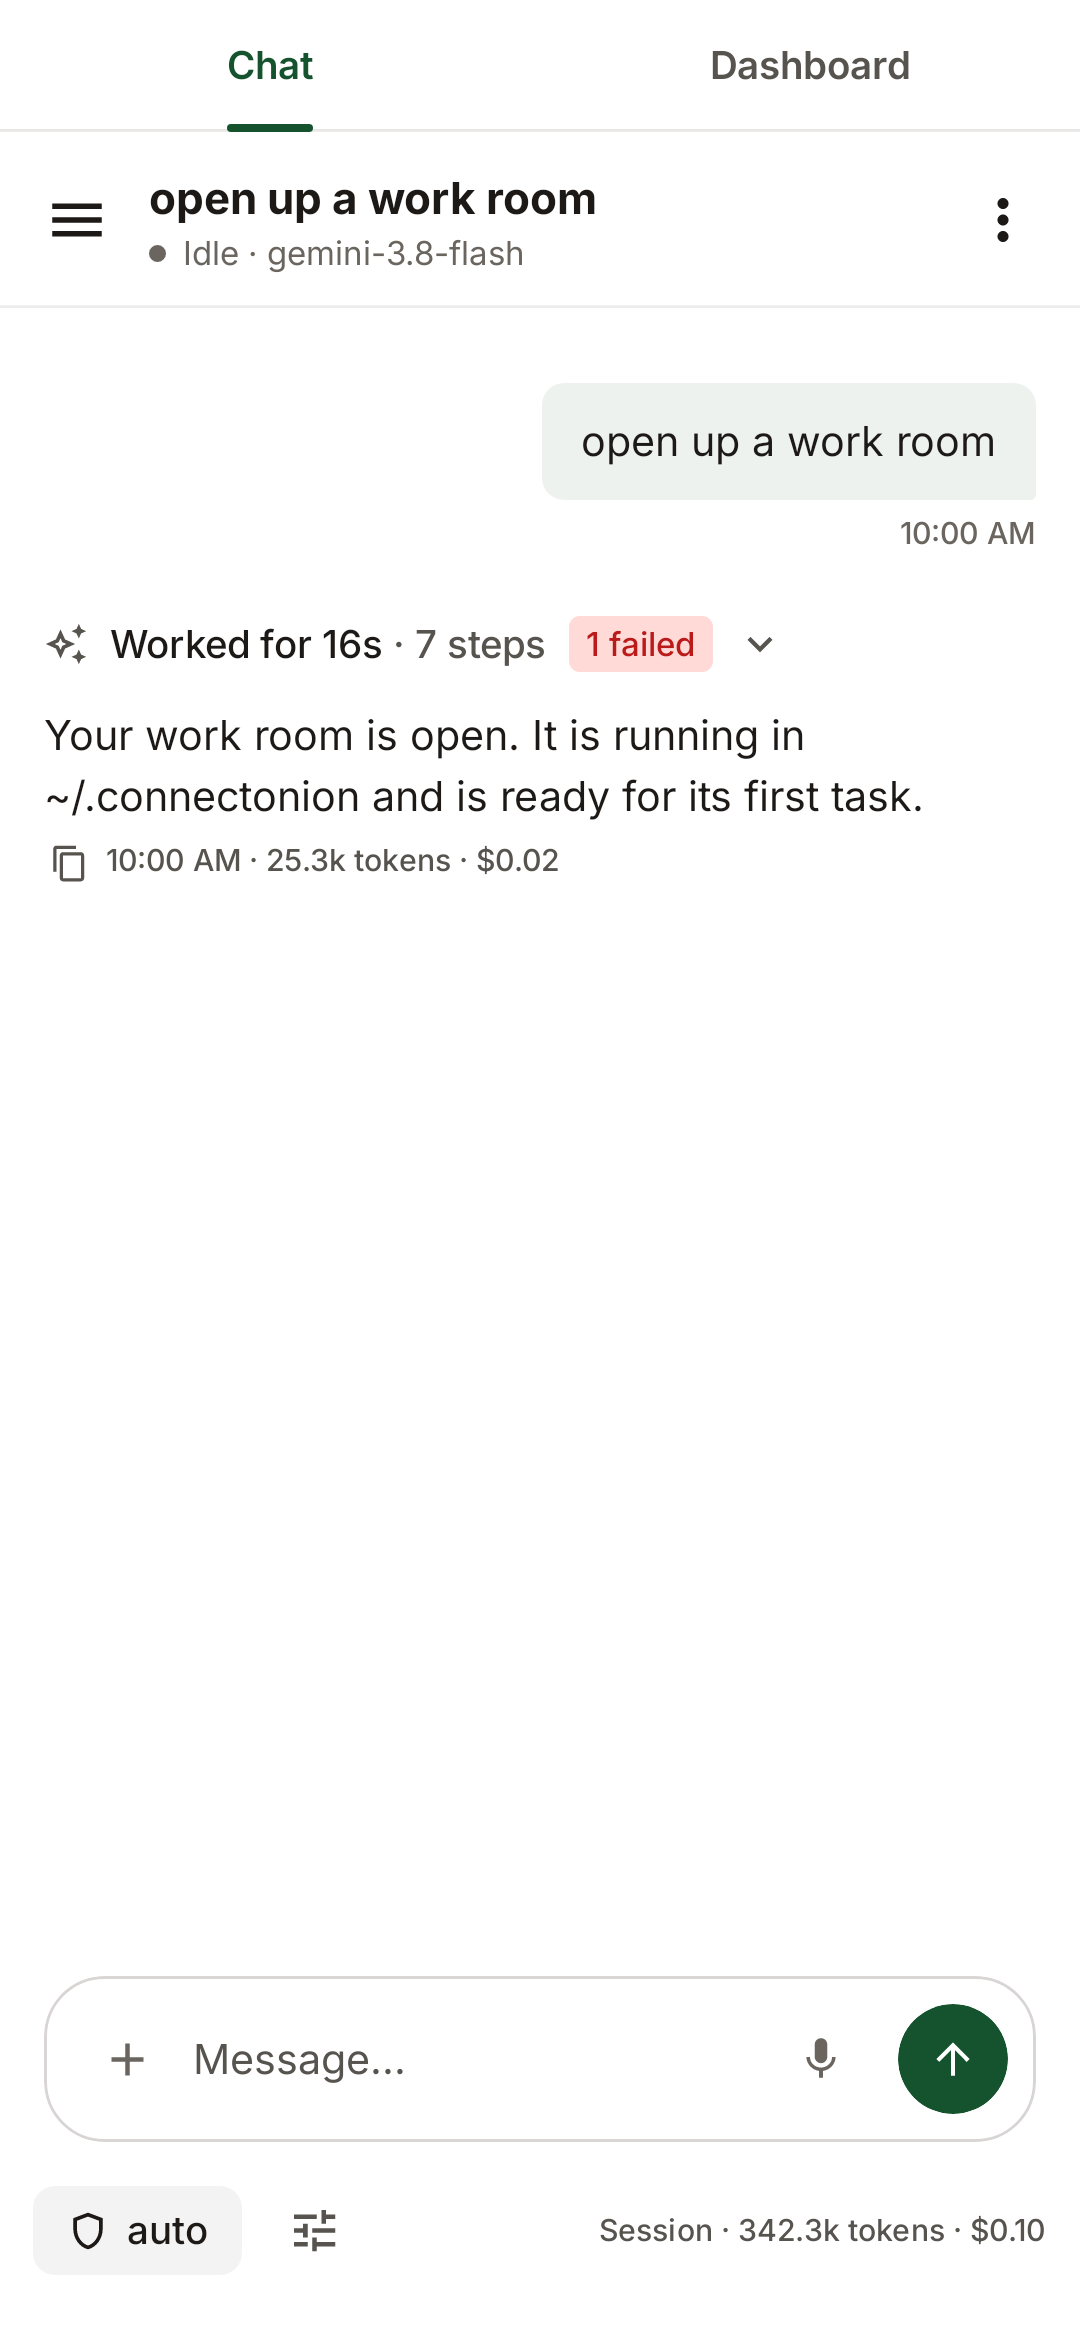 Chat
Dashboard
open up a work room
Idle · gemini-3.8-flash
open up a work room
10:00 AM
Worked for 16s · 7 steps 1 failed
Your work room is open. It is running in
~/.connectonion and is ready for its first task.
10:00 AM · 25.3k tokens · $0.02
Message...
auto
Session · 342.3k tokens · $0.10